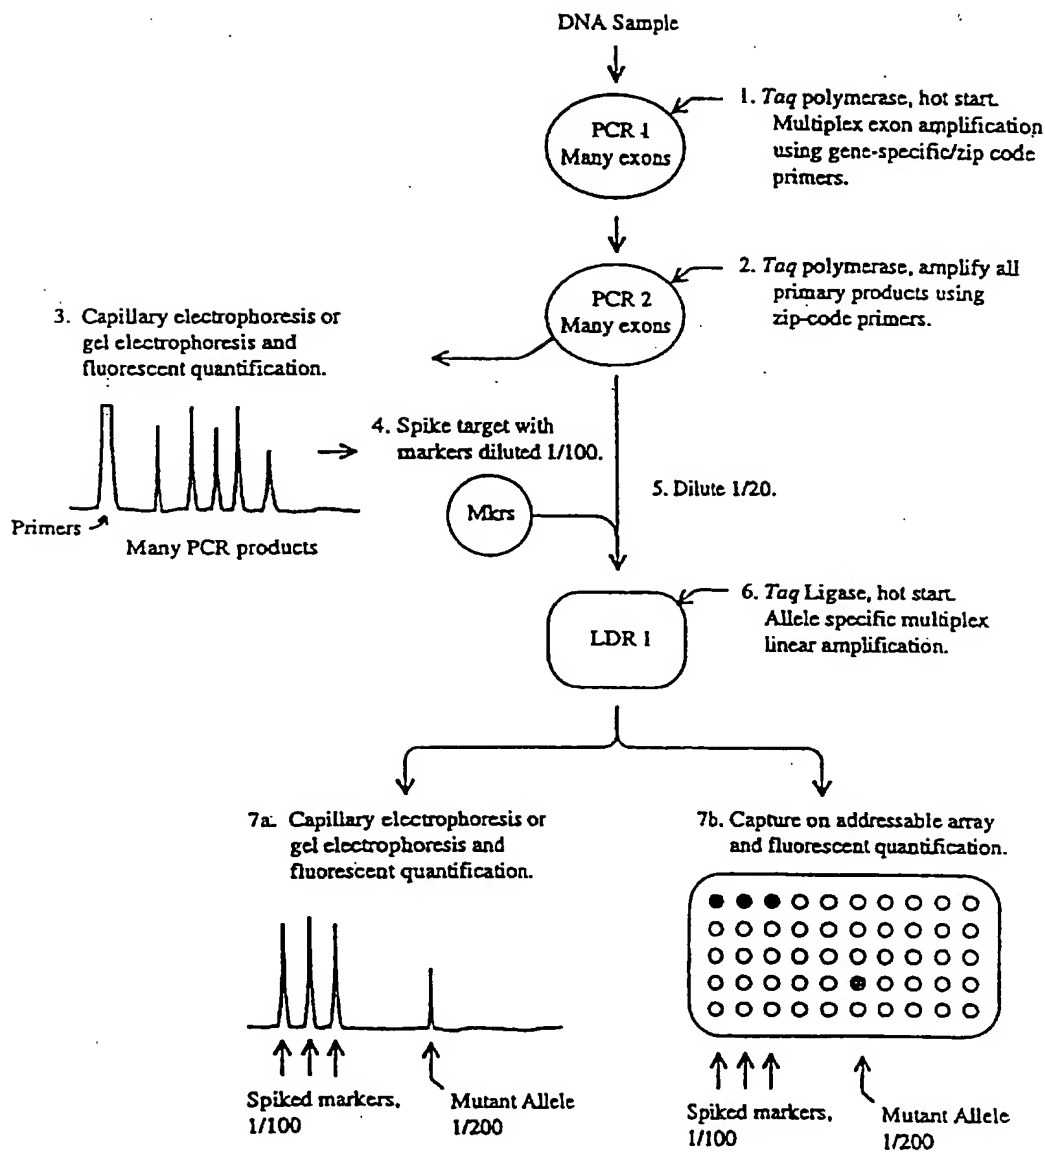 DNA Sample
PCR 1
Many exons
1. Taq polymerase, hot start.
Multiplex exon amplification
using gene-specific/zip code
primers.
PCR 2
Many exons
2. Taq polymerase, amplify all
primary products using
zip-code primers.
3. Capillary electrophoresis or
gel electrophoresis and
fluorescent quantification.
Primers
Many PCR products
4. Spike target with
markers diluted 1/100.
Mkrs
5. Dilute 1/20.
LDR 1
6. Taq Ligase, hot start.
Allele specific multiplex
linear amplification.
7a. Capillary electrophoresis or
gel electrophoresis and
fluorescent quantification.
Spiked markers,
1/100
Mutant Allele
1/200
7b. Capture on addressable array
and fluorescent quantification.
Spiked markers,
1/100
Mutant Allele
1/200